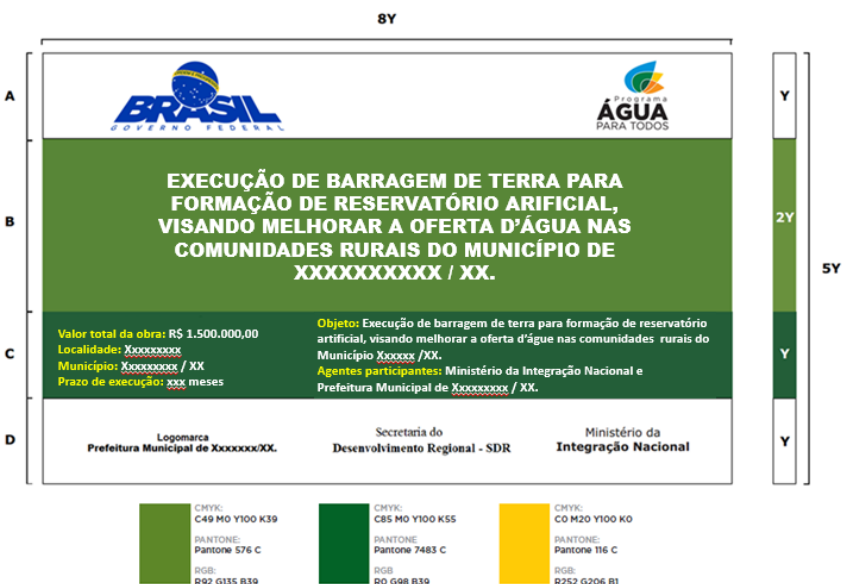 8Y
A
BRASIL
GOVERNO FEDERAL
Programa
ÁGUA
PARA TODOS
Y
B
EXECUÇÃO DE BARRAGEM DE TERRA PARA
FORMAÇÃO DE RESERVATÓRIO ARIFICIAL,
VISANDO MELHORAR A OFERTA D’ÁGUA NAS
COMUNIDADES RURAIS DO MUNICÍPIO DE
XXXXXXXXXX / XX.
2Y
5Y
C
Valor total da obra: R$ 1.500.000,00
Localidade: Xxxxxxxxx
Município: Xxxxxxxxx / XX
Prazo de execução: xxx meses
Objeto: Execução de barragem de terra para formação de reservatório
artificial, visando melhorar a oferta d’águe nas comunidades rurais do
Município Xxxxxx /XX.
Agentes participantes: Ministério da Integração Nacional e
Prefeitura Municipal de Xxxxxxxxx / XX.
Y
D
Logomarca
Prefeitura Municipal de Xxxxxxx/XX.
Secretaria do
Desenvolvimento Regional - SDR
Ministério da
Integração Nacional
Y
CMYK:
C49 M0 Y100 K39
PANTONE:
Pantone 576 C
RGB:
R92 G135 B39
CMYK:
C85 M0 Y100 K55
PANTONE
Pantone 7483 C
RGB
R0 G98 B39
CMYK:
C0 M20 Y100 K0
PANTONE:
Pantone 116 C
RGB:
R252 G206 B1